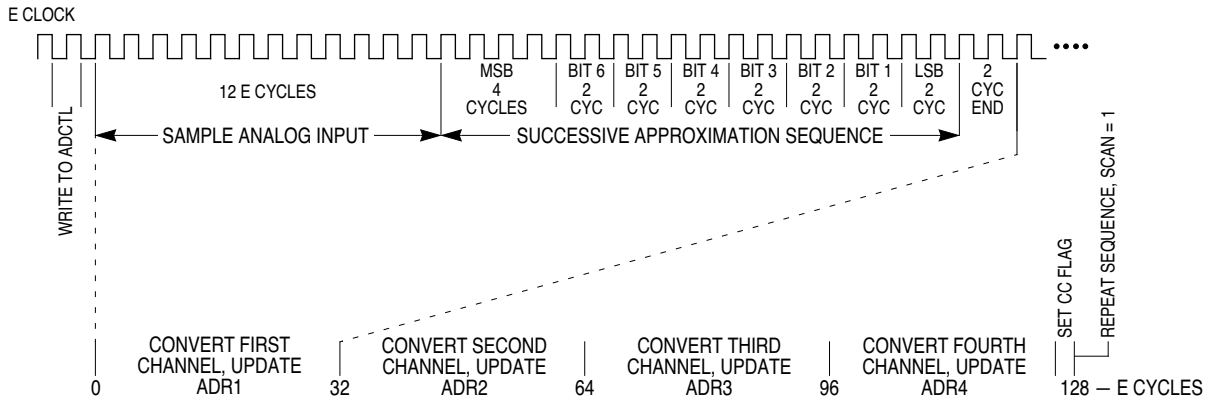 E CLOCK
WRITE TO ADCTL
12 E CYCLES
MSB
4
CYCLES
BIT 6
2
CYC
BIT 5
2
CYC
BIT 4
2
CYC
BIT 3
2
CYC
BIT 2
2
CYC
BIT 1
2
CYC
LSB
2
CYC
2
CYC
END
SAMPLE ANALOG INPUT
SUCCESSIVE APPROXIMATION SEQUENCE
CONVERT FIRST
CHANNEL, UPDATE
ADR1
CONVERT SECOND
CHANNEL, UPDATE
ADR2
CONVERT THIRD
CHANNEL, UPDATE
ADR3
CONVERT FOURTH
CHANNEL, UPDATE
ADR4
SET CC FLAG
REPEAT SEQUENCE, SCAN = 1
0
32
64
96
128 — E CYCLES